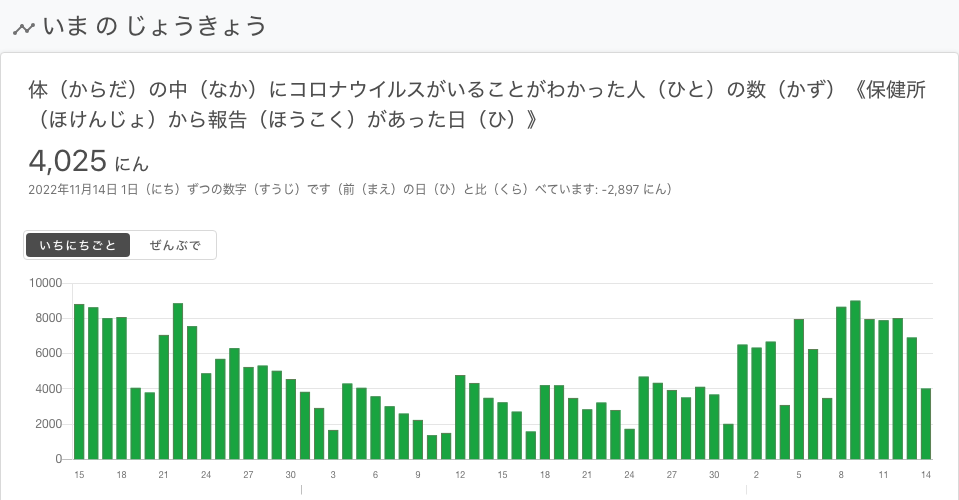 いま の じょうきょう
体（からだ）の中（なか）にコロナウイルスがいることがわかった人（ひと）の数（かず）《保健所
（ほけんじょ）から報告（ほうこく）があった日（ひ）》
4,025 にん
2022年11月14日 1日（にち）ずつの数字（すうじ）です（前（まえ）の日（ひ）と比（くら）べています: -2,897 にん）
いちにちごと ぜんぶで
10000
8000
6000
4000
2000
0
15 18 21 24 27 30 3 6 9 12 15 18 21 24 27 30 2 5 8 11 14